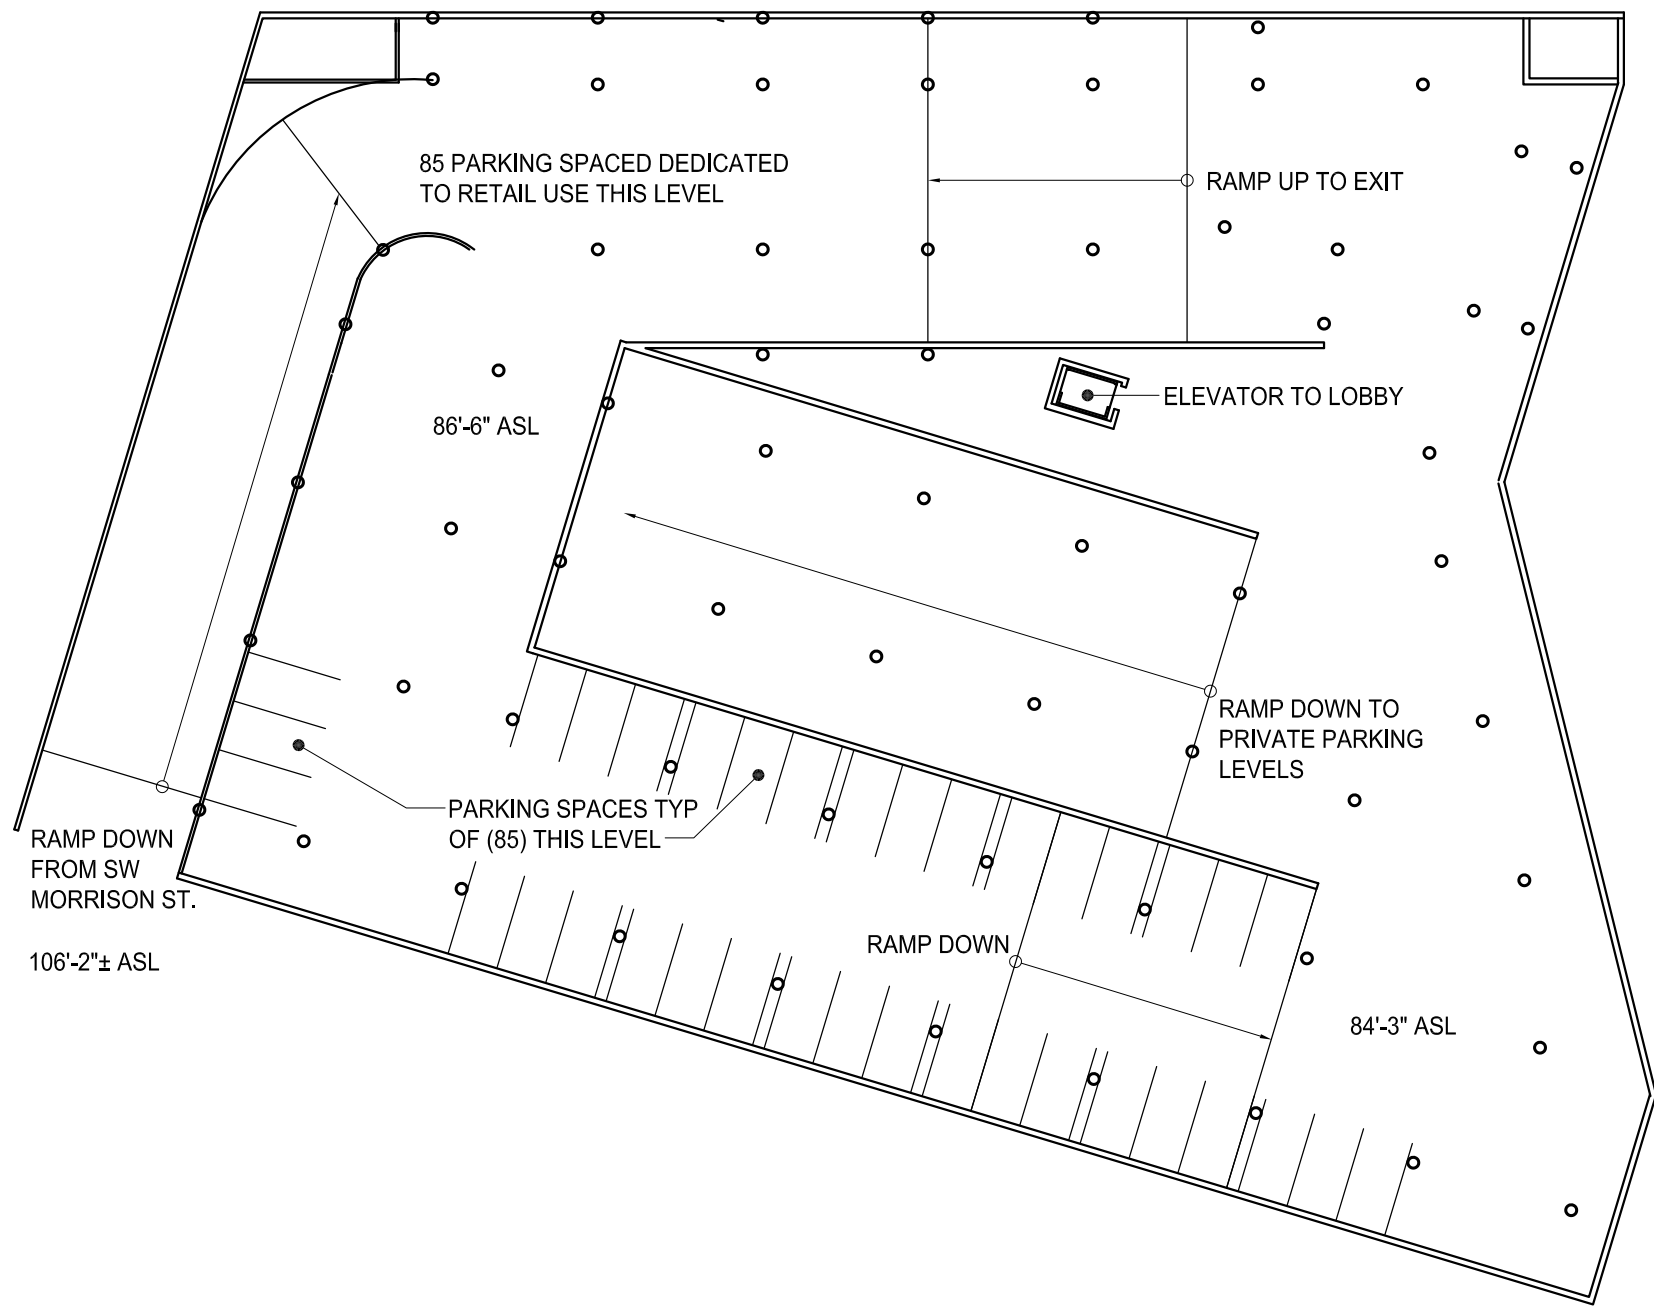 85 PARKING SPACED DEDICATED
TO RETAIL USE THIS LEVEL
RAMP UP TO EXIT
ELEVATOR TO LOBBY
86'-6" ASL
RAMP DOWN TO
PRIVATE PARKING
LEVELS
PARKING SPACES TYP
OF (85) THIS LEVEL
RAMP DOWN
FROM SW
MORRISON ST.
106'-2"± ASL
RAMP DOWN
84'-3" ASL